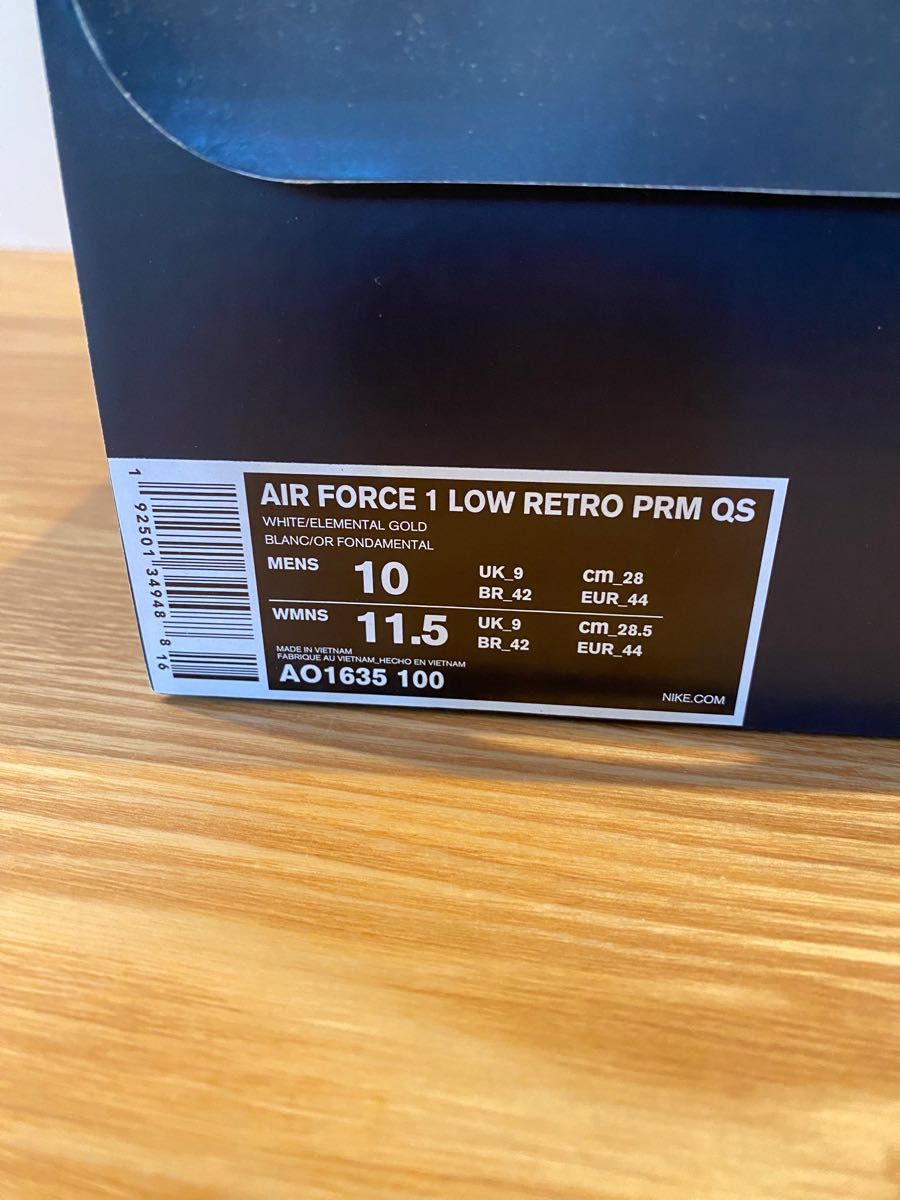 AIR FORCE 1 LOW RETRO PRM QS
WHITE/ELEMENTAL GOLD
BLANC/OR FONDAMENTAL
MENS 10 UK_9 cm_28
BR_42 EUR_44
WMNS 11.5 UK_9 cm_28.5
BR_42 EUR_44
MADE IN VIETNAM
FABRIQUE AU VIETNAM_HECHO EN VIETNAM
AO1635 100
NIKE.COM
1 92501 34948 8 16